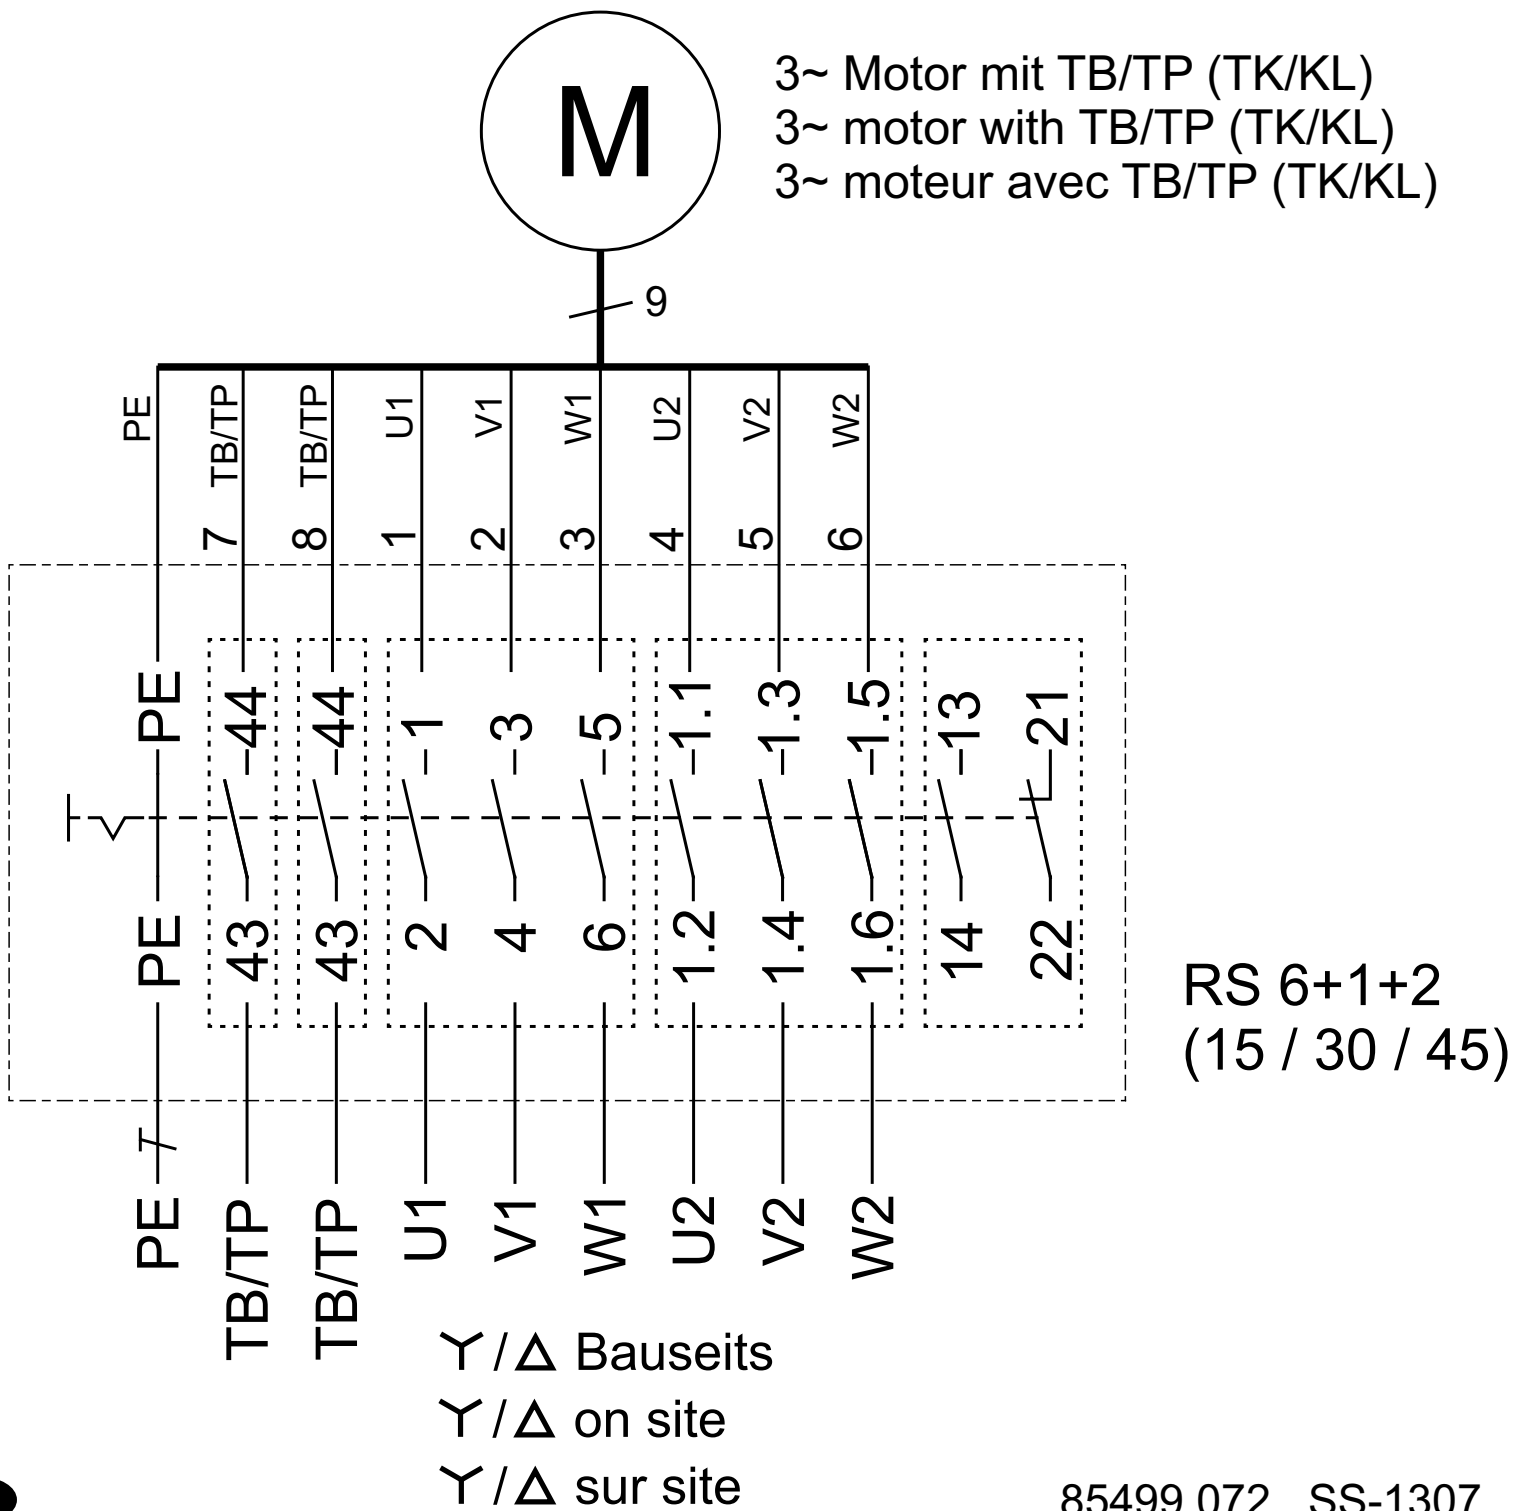 M
3~ Motor mit TB/TP (TK/KL)
3~ motor with TB/TP (TK/KL)
3~ moteur avec TB/TP (TK/KL)
9
PE TB/TP TB/TP U1 V1 W1 U2 V2 W2
7 8 1 2 3 4 5 6
PE 44 44 1 3 5 1.1 1.3 1.5 13 21
PE 43 43 2 4 6 1.2 1.4 1.6 14 22
RS 6+1+2
(15 / 30 / 45)
PE TB/TP TB/TP U1 V1 W1 U2 V2 W2
Y/Δ Bauseits
Y/Δ on site
Y/Δ sur site
85499 072 SS-1307